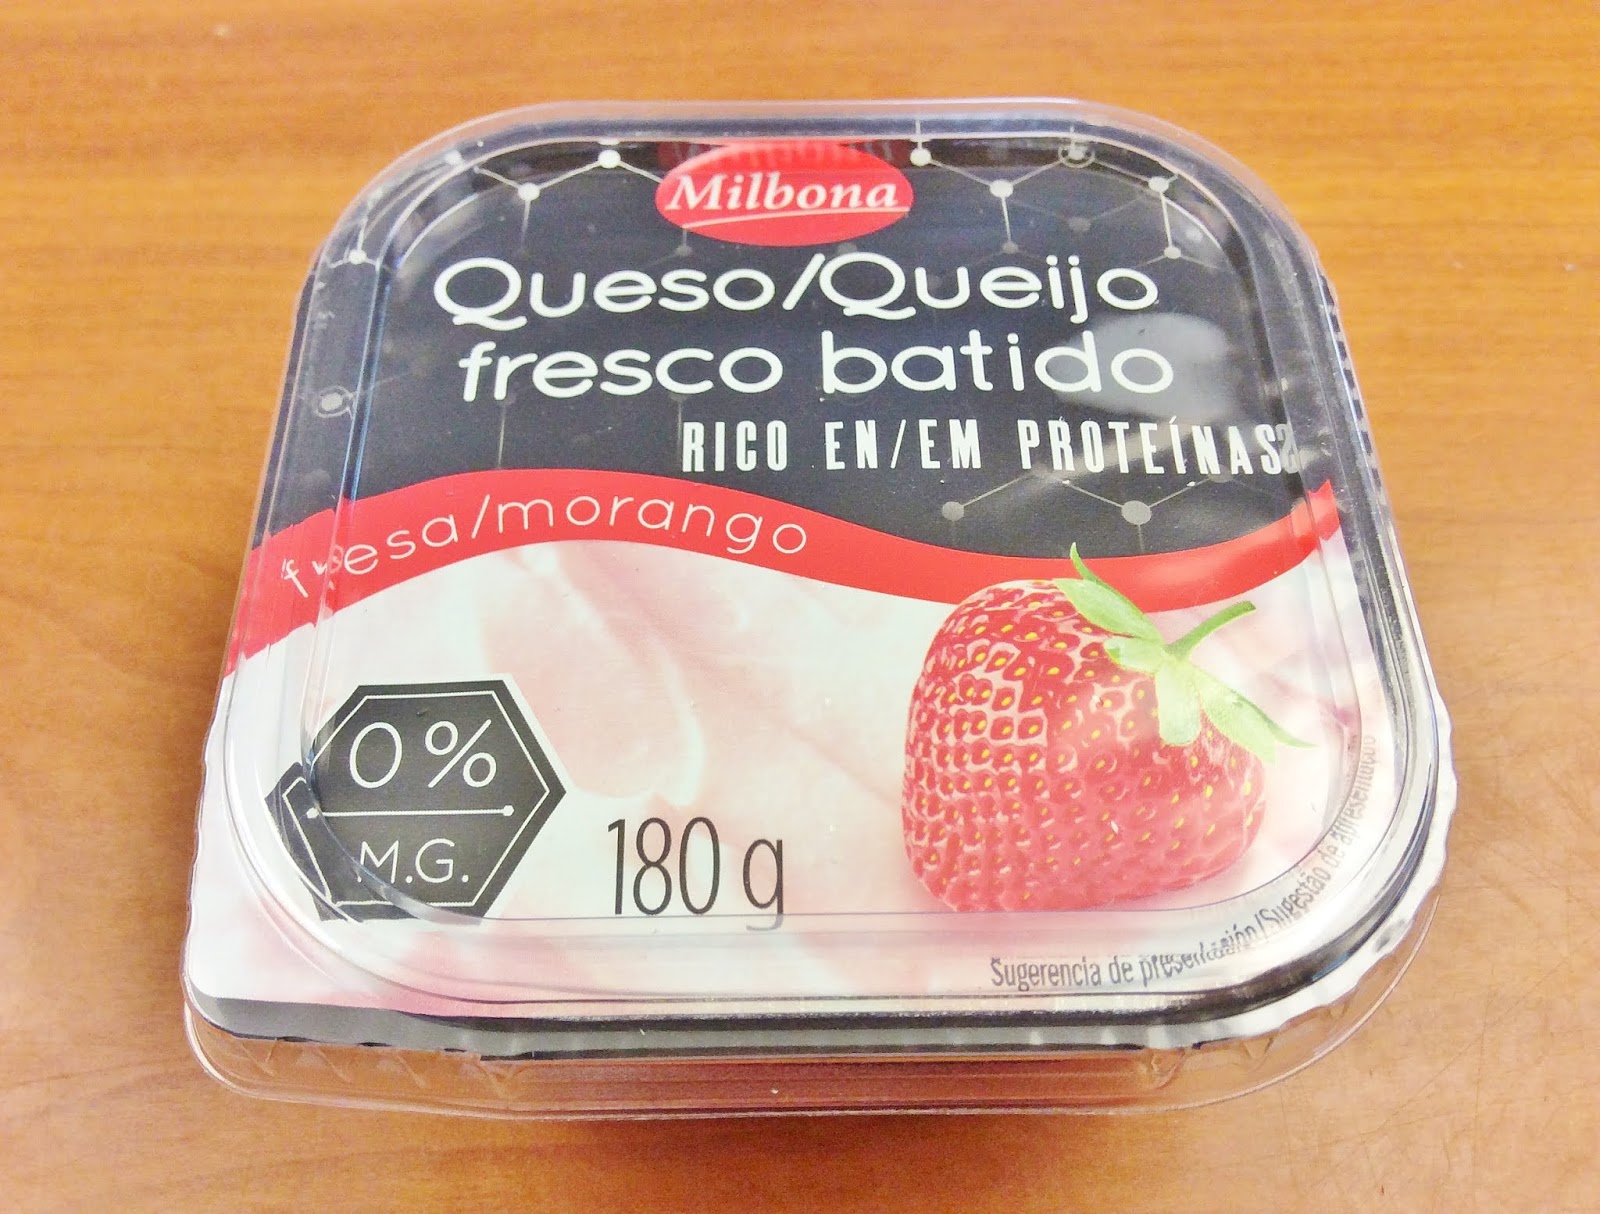 Milbona
Queso/Queijo
fresco batido
RICO EN/EM PROTEÍNAS
fresa/morango
0%
M.G.
180 g
Sugerencia de presentación/Sugestão de apresentação